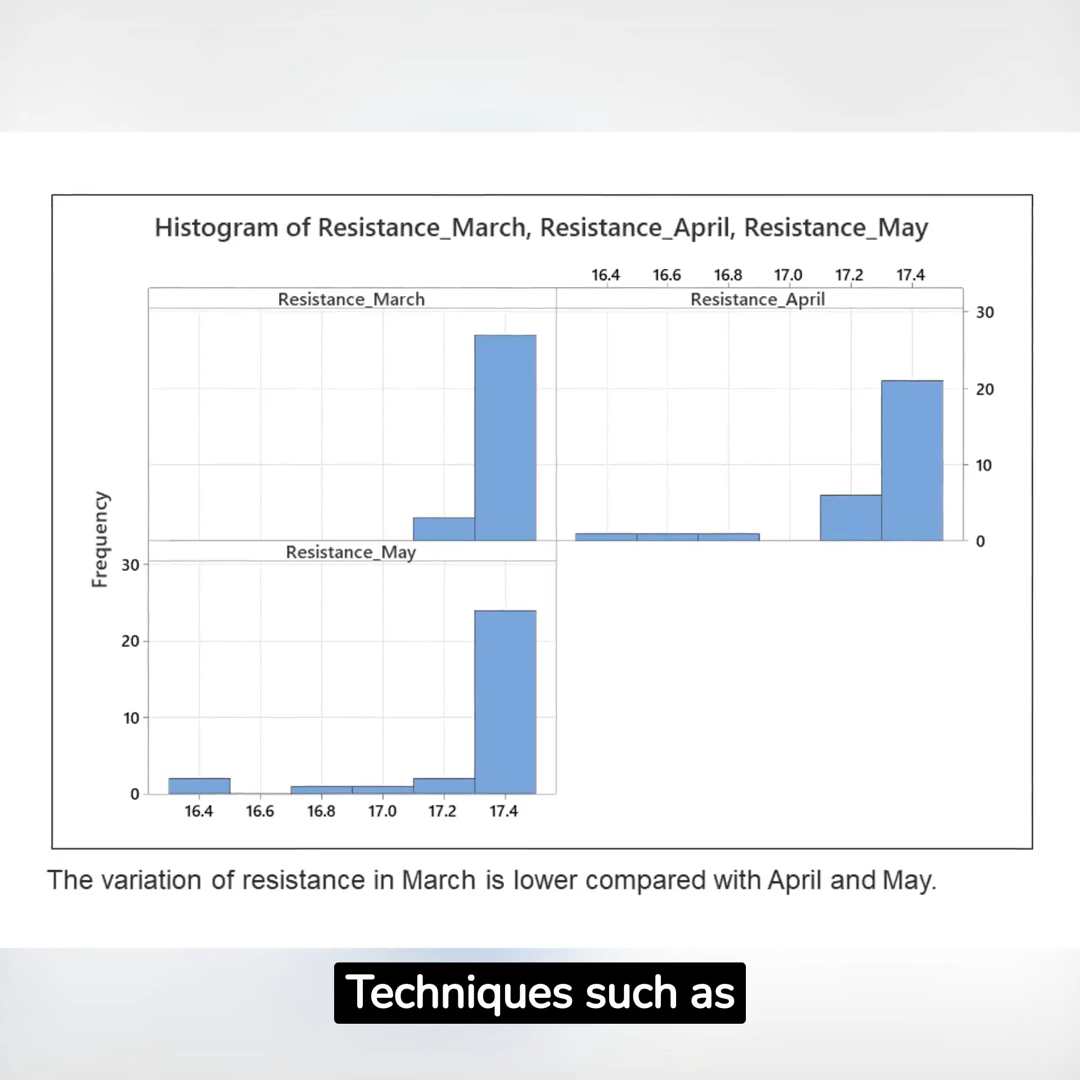 Histogram of Resistance_March, Resistance_April, Resistance_May
16.4 16.6 16.8 17.0 17.2 17.4
Resistance_March Resistance_April
30
20
10
0
Frequency
Resistance_May
30
20
10
0
16.4 16.6 16.8 17.0 17.2 17.4
The variation of resistance in March is lower compared with April and May.
Techniques such as